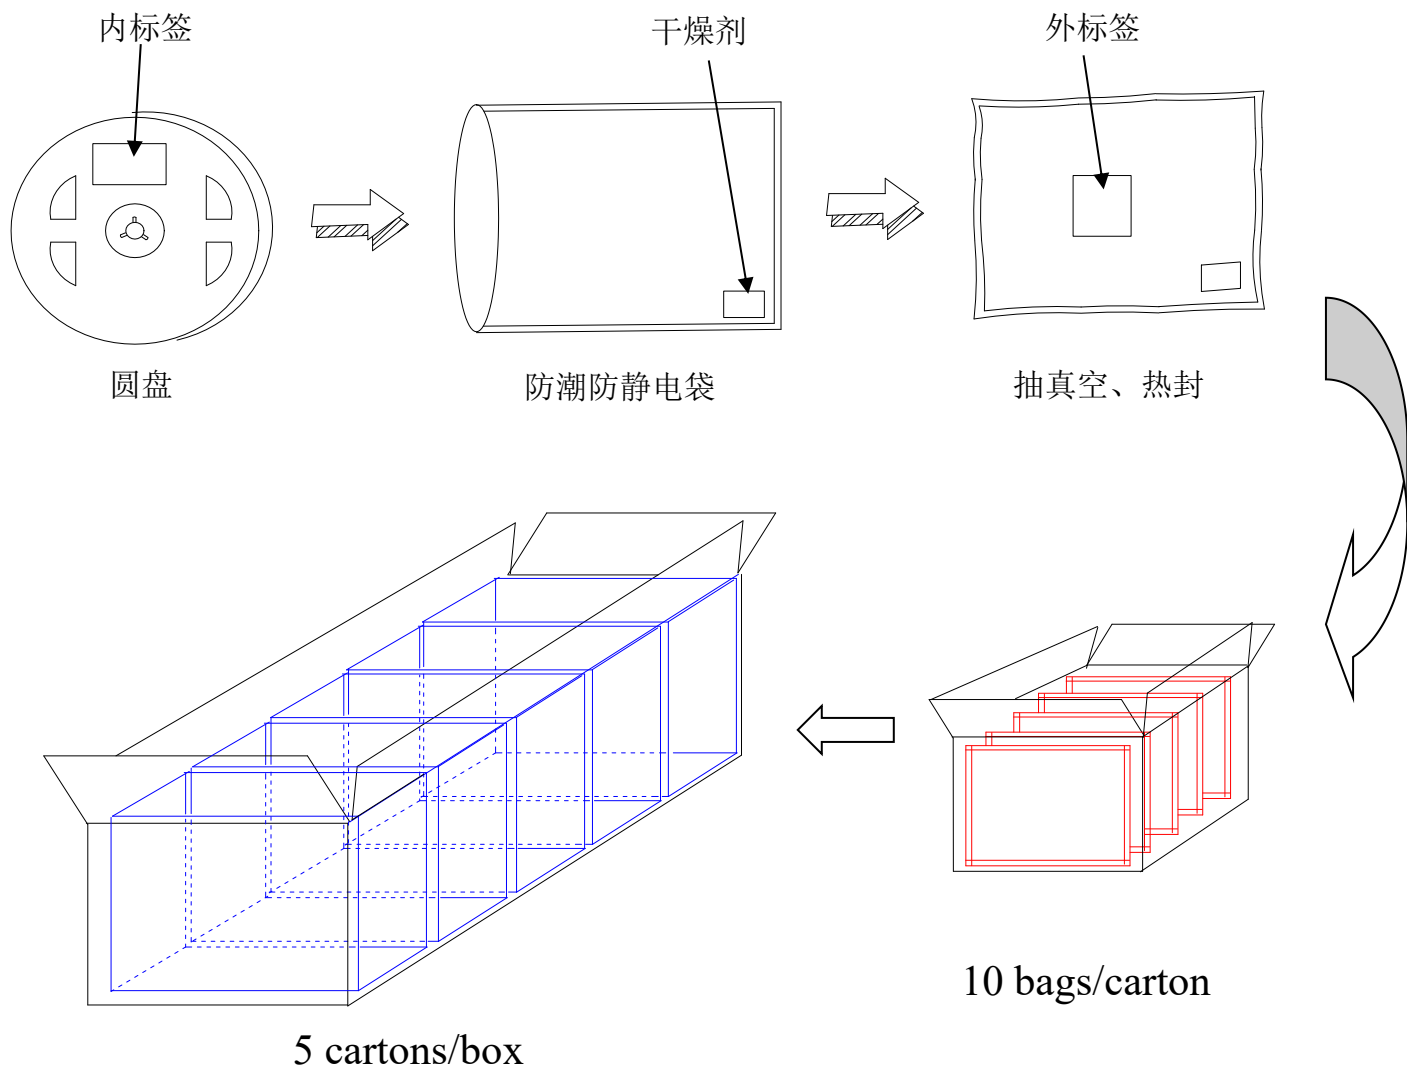 内标签
干燥剂
外标签
圆盘
防潮防静电袋
抽真空、热封
10 bags/carton
5 cartons/box